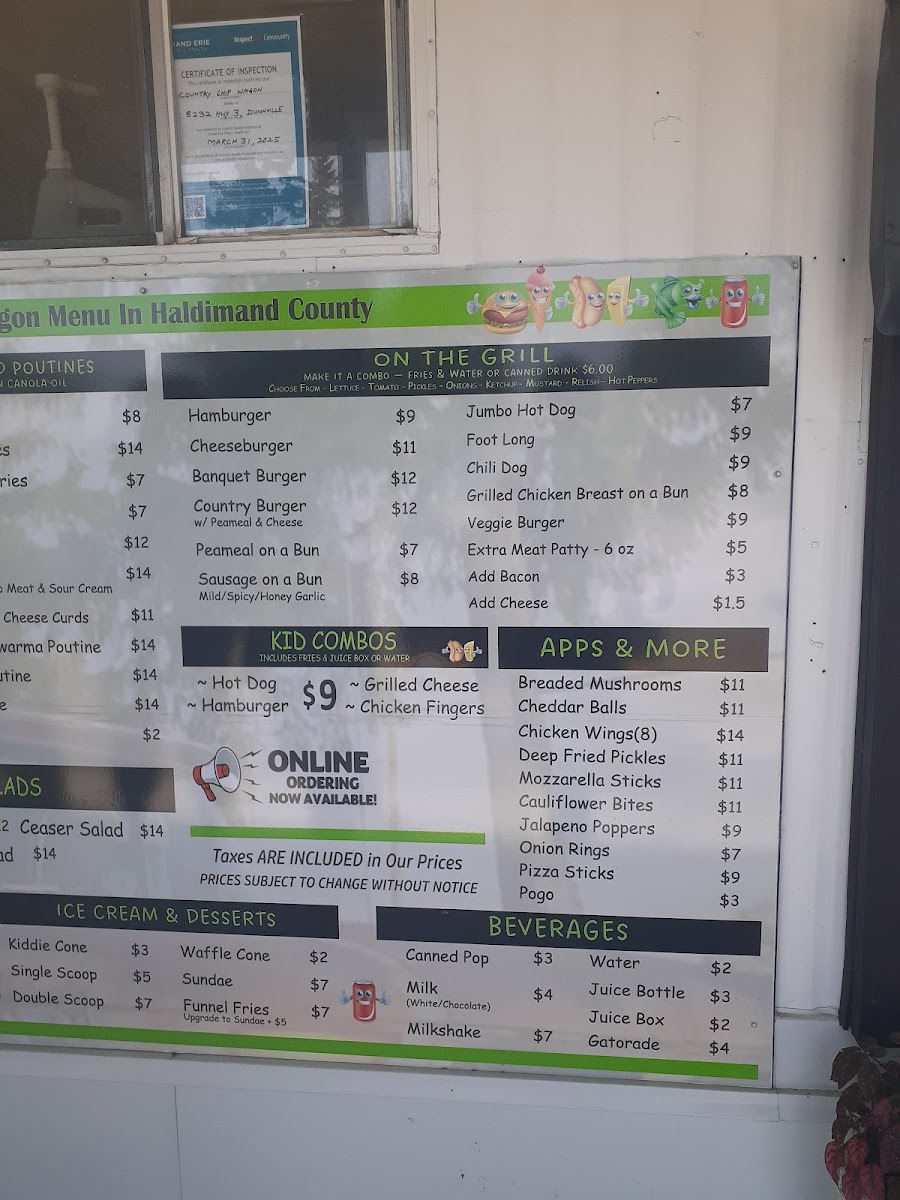 AND ERIE
Inspect
Community
CERTIFICATE OF INSPECTION
This certificate of inspection confirms that
COUNTRY CHIP WAGON
8232 HWY 3, DUNNVILLE
MARCH 31, 2025
gon Menu In Haldimand County
POUTINES
CANOLA OIL
$8
$14
ries $7
$7
$12
$14
Meat & Sour Cream
Cheese Curds $11
warma Poutine $14
utine $14
$14
$2
ADS
Ceaser Salad $14
$14
ON THE GRILL
MAKE IT A COMBO – FRIES & WATER OR CANNED DRINK $6.00
CHOOSE FROM - LETTUCE - TOMATO - PICKLES - ONIONS - KETCHUP - MUSTARD - RELISH - HOT PEPPERS
Hamburger $9
Cheeseburger $11
Banquet Burger $12
Country Burger $12
w/ Peameal & Cheese
Peameal on a Bun $7
Sausage on a Bun $8
Mild/Spicy/Honey Garlic
Jumbo Hot Dog $7
Foot Long $9
Chili Dog $9
Grilled Chicken Breast on a Bun $8
Veggie Burger $9
Extra Meat Patty - 6 oz $5
Add Bacon $3
Add Cheese $1.5
KID COMBOS
INCLUDES FRIES & JUICE BOX OR WATER
~ Hot Dog
~ Hamburger
$9
~ Grilled Cheese
~ Chicken Fingers
ONLINE
ORDERING
NOW AVAILABLE!
Taxes ARE INCLUDED in Our Prices
PRICES SUBJECT TO CHANGE WITHOUT NOTICE
APPS & MORE
Breaded Mushrooms $11
Cheddar Balls $11
Chicken Wings(8) $14
Deep Fried Pickles $11
Mozzarella Sticks $11
Cauliflower Bites $11
Jalapeno Poppers $9
Onion Rings $7
Pizza Sticks $9
Pogo $3
ICE CREAM & DESSERTS
Kiddie Cone $3
Single Scoop $5
Double Scoop $7
Waffle Cone $2
Sundae $7
Funnel Fries $7
Upgrade to Sundae + $5
BEVERAGES
Canned Pop $3
Milk $4
(White/Chocolate)
Milkshake $7
Water $2
Juice Bottle $3
Juice Box $2
Gatorade $4